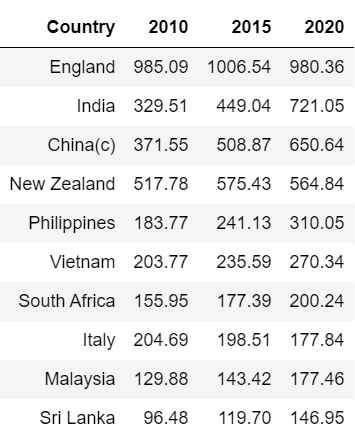 Country 2010 2015 2020
England 985.09 1006.54 980.36
India 329.51 449.04 721.05
China(c) 371.55 508.87 650.64
New Zealand 517.78 575.43 564.84
Philippines 183.77 241.13 310.05
Vietnam 203.77 235.59 270.34
South Africa 155.95 177.39 200.24
Italy 204.69 198.51 177.84
Malaysia 129.88 143.42 177.46
Sri Lanka 96.48 119.70 146.95